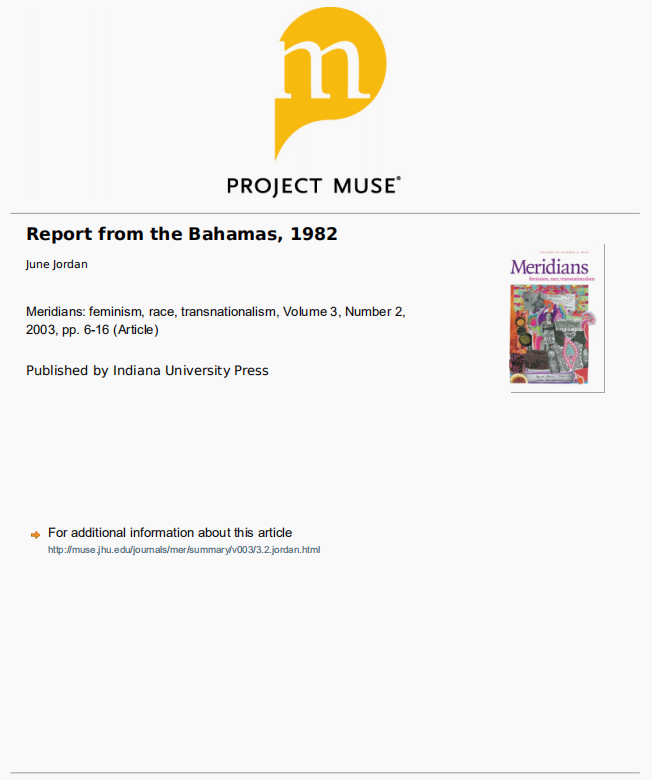 m
PROJECT MUSE®
Report from the Bahamas, 1982
June Jordan
Meridians: feminism, race, transnationalism, Volume 3, Number 2,
2003, pp. 6-16 (Article)
Published by Indiana University Press
Meridians
feminism, race, transnationalism
For additional information about this article
http://muse.jhu.edu/journals/mer/summary/v003/3.2.jordan.html